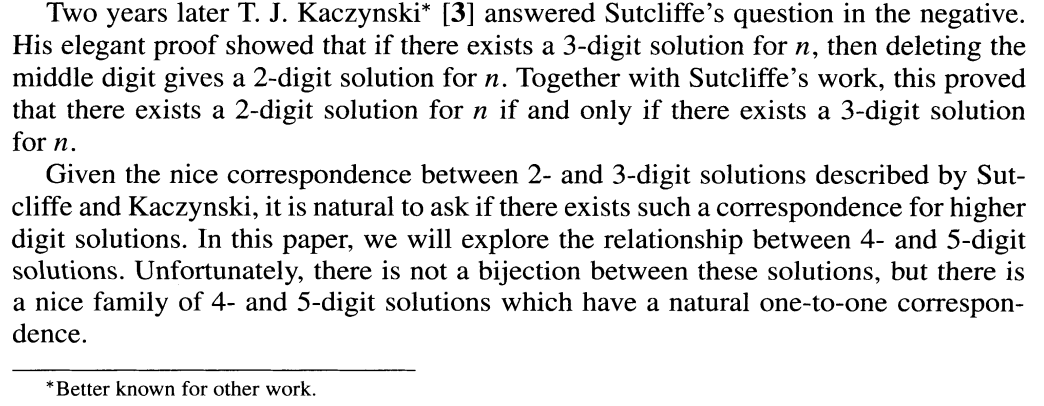 Two years later T. J. Kaczynski* [3] answered Sutcliffe's question in the negative.
His elegant proof showed that if there exists a 3-digit solution for n, then deleting the
middle digit gives a 2-digit solution for n. Together with Sutcliffe's work, this proved
that there exists a 2-digit solution for n if and only if there exists a 3-digit solution
for n.
Given the nice correspondence between 2- and 3-digit solutions described by Sut-
cliffe and Kaczynski, it is natural to ask if there exists such a correspondence for higher
digit solutions. In this paper, we will explore the relationship between 4- and 5-digit
solutions. Unfortunately, there is not a bijection between these solutions, but there is
a nice family of 4- and 5-digit solutions which have a natural one-to-one correspon-
dence.
*Better known for other work.